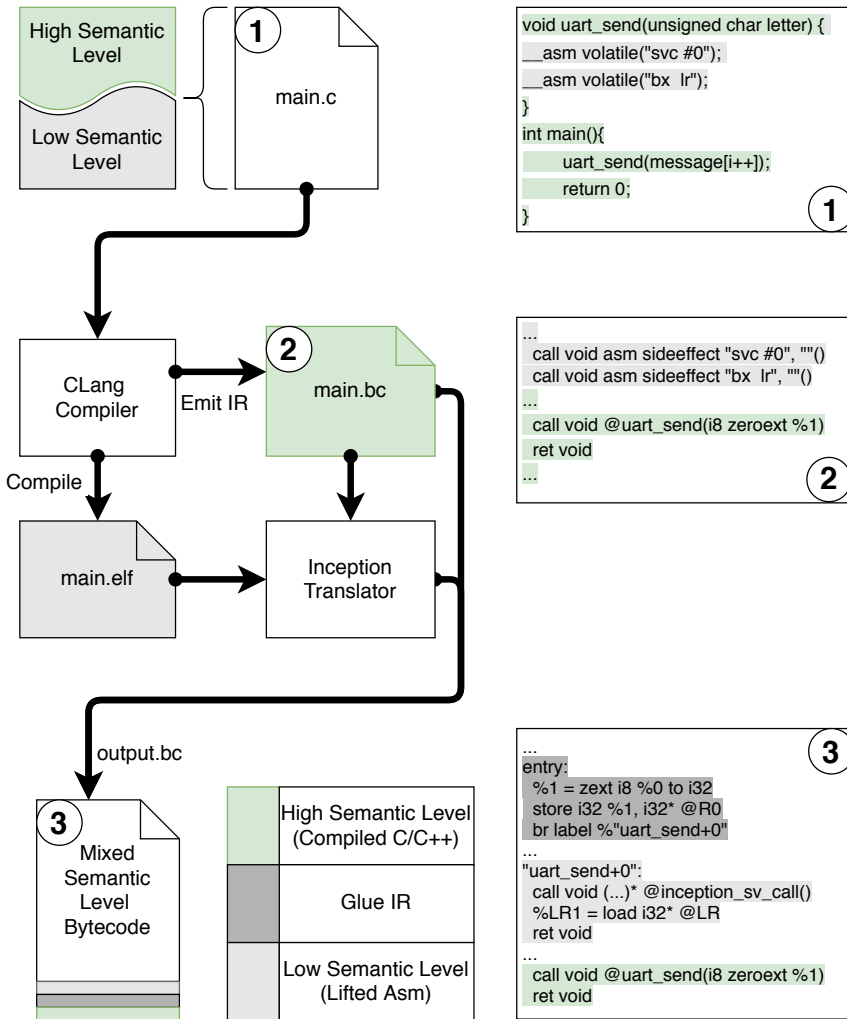 High Semantic
Level
Low Semantic
Level
1
main.c
void uart_send(unsigned char letter) {
__asm volatile("svc #0");
__asm volatile("bx  lr");
}
int main(){
uart_send(message[i++]);
return 0;
}
1
CLang
Compiler
Emit IR
2
main.bc
Compile
main.elf
Inception
Translator
...
call void asm sideeffect "svc #0", ""()
call void asm sideeffect "bx  lr", ""()
...
call void @uart_send(i8 zeroext %1)
ret void
...
2
output.bc
3
Mixed
Semantic
Level
Bytecode
High Semantic Level
(Compiled C/C++)
Glue IR
Low Semantic Level
(Lifted Asm)
3
...
entry:
%1 = zext i8 %0 to i32
store i32 %1, i32* @R0
br label %"uart_send+0"
...
"uart_send+0":
call void (...)* @inception_sv_call()
%LR1 = load i32* @LR
ret void
...
call void @uart_send(i8 zeroext %1)
ret void